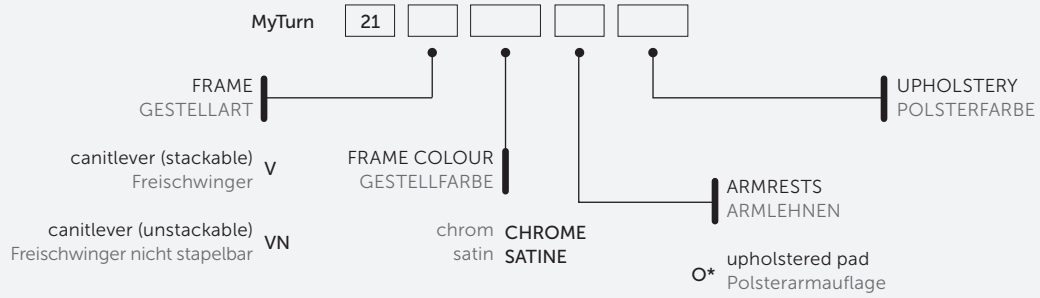 MyTurn 21
FRAME
GESTELLART
UPHOLSTERY
POLSTERFARBE
canitlever (stackable) V
Freischwinger
FRAME COLOUR
GESTELLFARBE
ARMRESTS
ARMLEHNEN
canitlever (unstackable) VN
Freischwinger nicht stapelbar
chrom CHROME
satin SATINE
O* upholstered pad
Polsterarmauflage